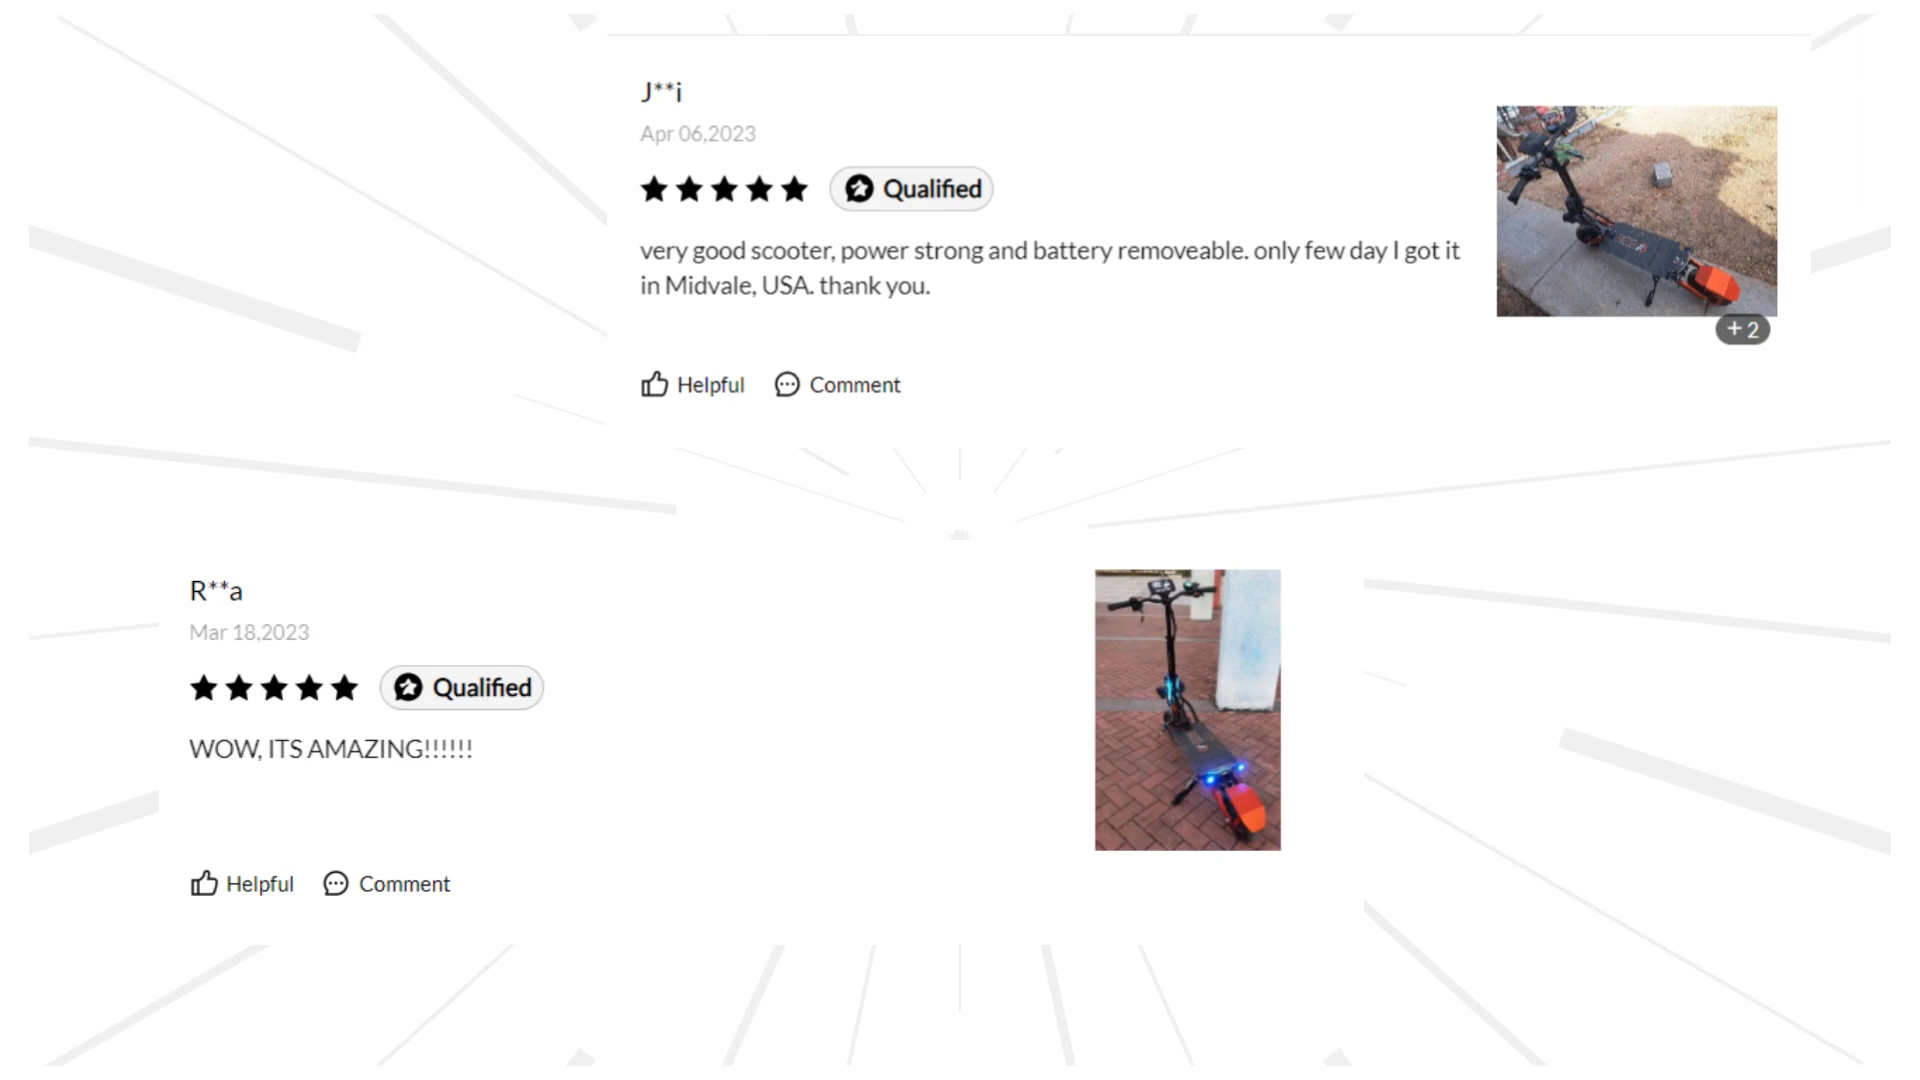 J**i
Apr 06,2023
Qualified
very good scooter, power strong and battery removeable. only few day I got it
in Midvale, USA. thank you.
+2
Helpful Comment
R**a
Mar 18,2023
Qualified
WOW, ITS AMAZING!!!!!!
Helpful Comment